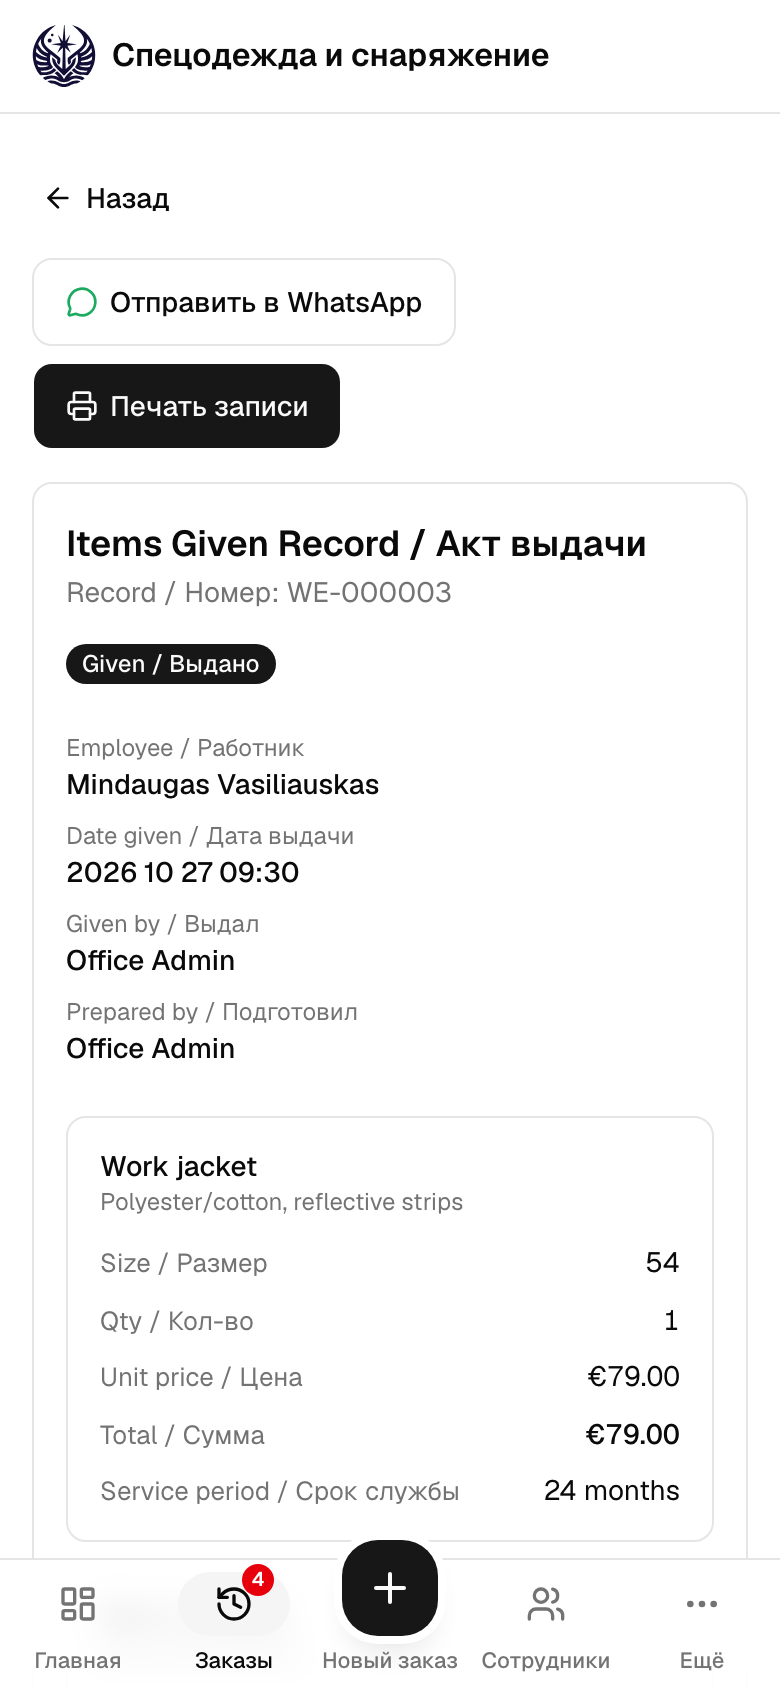 Спецодежда и снаряжение
Назад
Отправить в WhatsApp
Печать записи
Items Given Record / Акт выдачи
Record / Номер: WE-000003
Given / Выдано
Employee / Работник
Mindaugas Vasiliauskas
Date given / Дата выдачи
2026 10 27 09:30
Given by / Выдал
Office Admin
Prepared by / Подготовил
Office Admin
Work jacket
Polyester/cotton, reflective strips
Size / Размер 54
Qty / Кол-во 1
Unit price / Цена €79.00
Total / Сумма €79.00
Service period / Срок службы 24 months
4
Главная Заказы Новый заказ Сотрудники Ещё